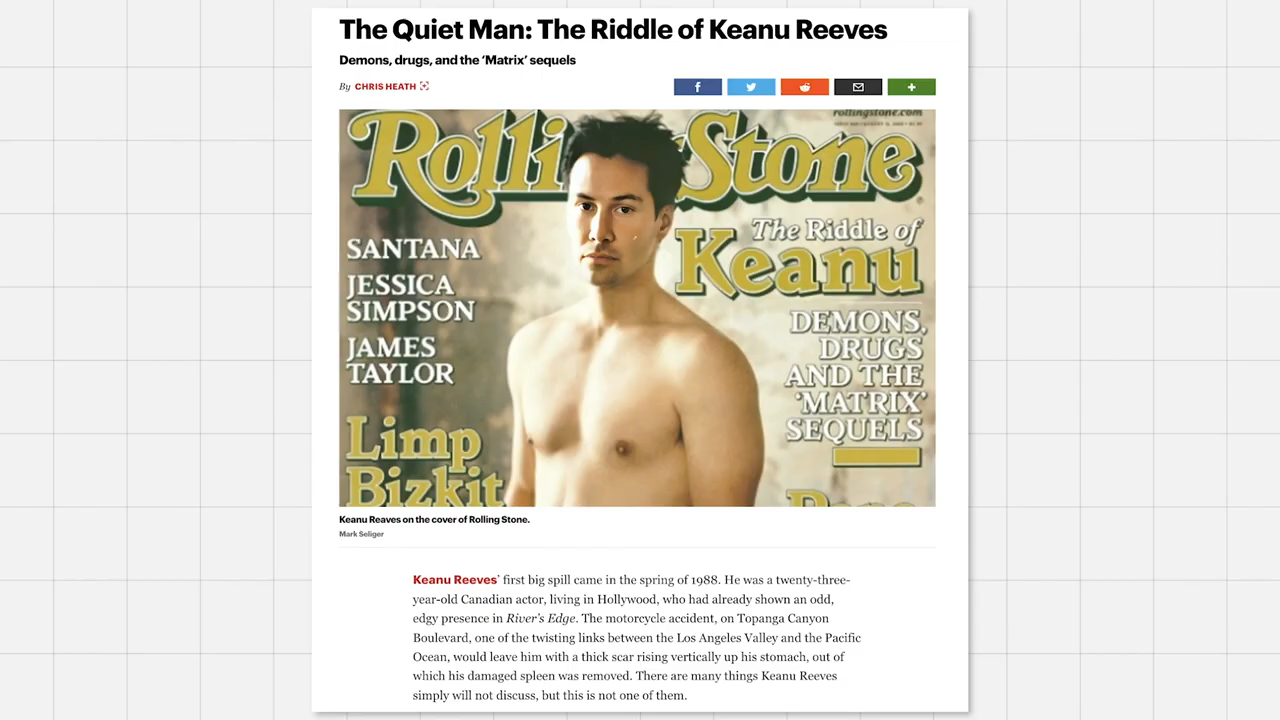 The Quiet Man: The Riddle of Keanu Reeves
Demons, drugs, and the ‘Matrix’ sequels
By CHRIS HEATH
f
Rolli Stone
rollingstone.com
SANTANA
JESSICA
SIMPSON
JAMES
TAYLOR
Limp
Bizkit
The Riddle of
Keanu
DEMONS,
DRUGS
AND THE
‘MATRIX’
SEQUELS
Keanu Reaves on the cover of Rolling Stone.
Mark Seliger
Keanu Reeves’ first big spill came in the spring of 1988. He was a twenty-three-
year-old Canadian actor, living in Hollywood, who had already shown an odd,
edgy presence in River’s Edge. The motorcycle accident, on Topanga Canyon
Boulevard, one of the twisting links between the Los Angeles Valley and the Pacific
Ocean, would leave him with a thick scar rising vertically up his stomach, out of
which his damaged spleen was removed. There are many things Keanu Reeves
simply will not discuss, but this is not one of them.